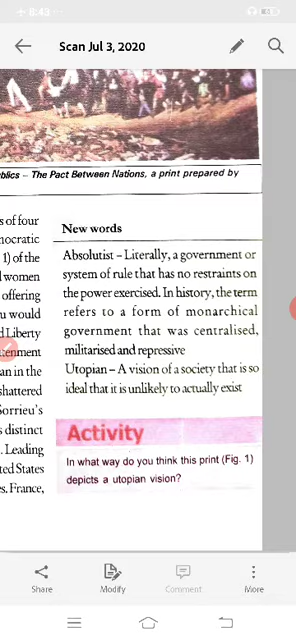 8:43
Scan Jul 3, 2020
blics – The Pact Between Nations, a print prepared by
s of four
nocratic
1) of the
l women
offering
u would
d Liberty
tenment
an in the
shattered
Sorrieu's
s distinct
. Leading
ted States
s. France,
New words
Absolutist – Literally, a government or
system of rule that has no restraints on
the power exercised. In history, the term
refers to a form of monarchical
government that was centralised,
militarised and repressive
Utopian – A vision of a society that is so
ideal that it is unlikely to actually exist
Activity
In what way do you think this print (Fig. 1)
depicts a utopian vision?
Share
Modify
Comment
More